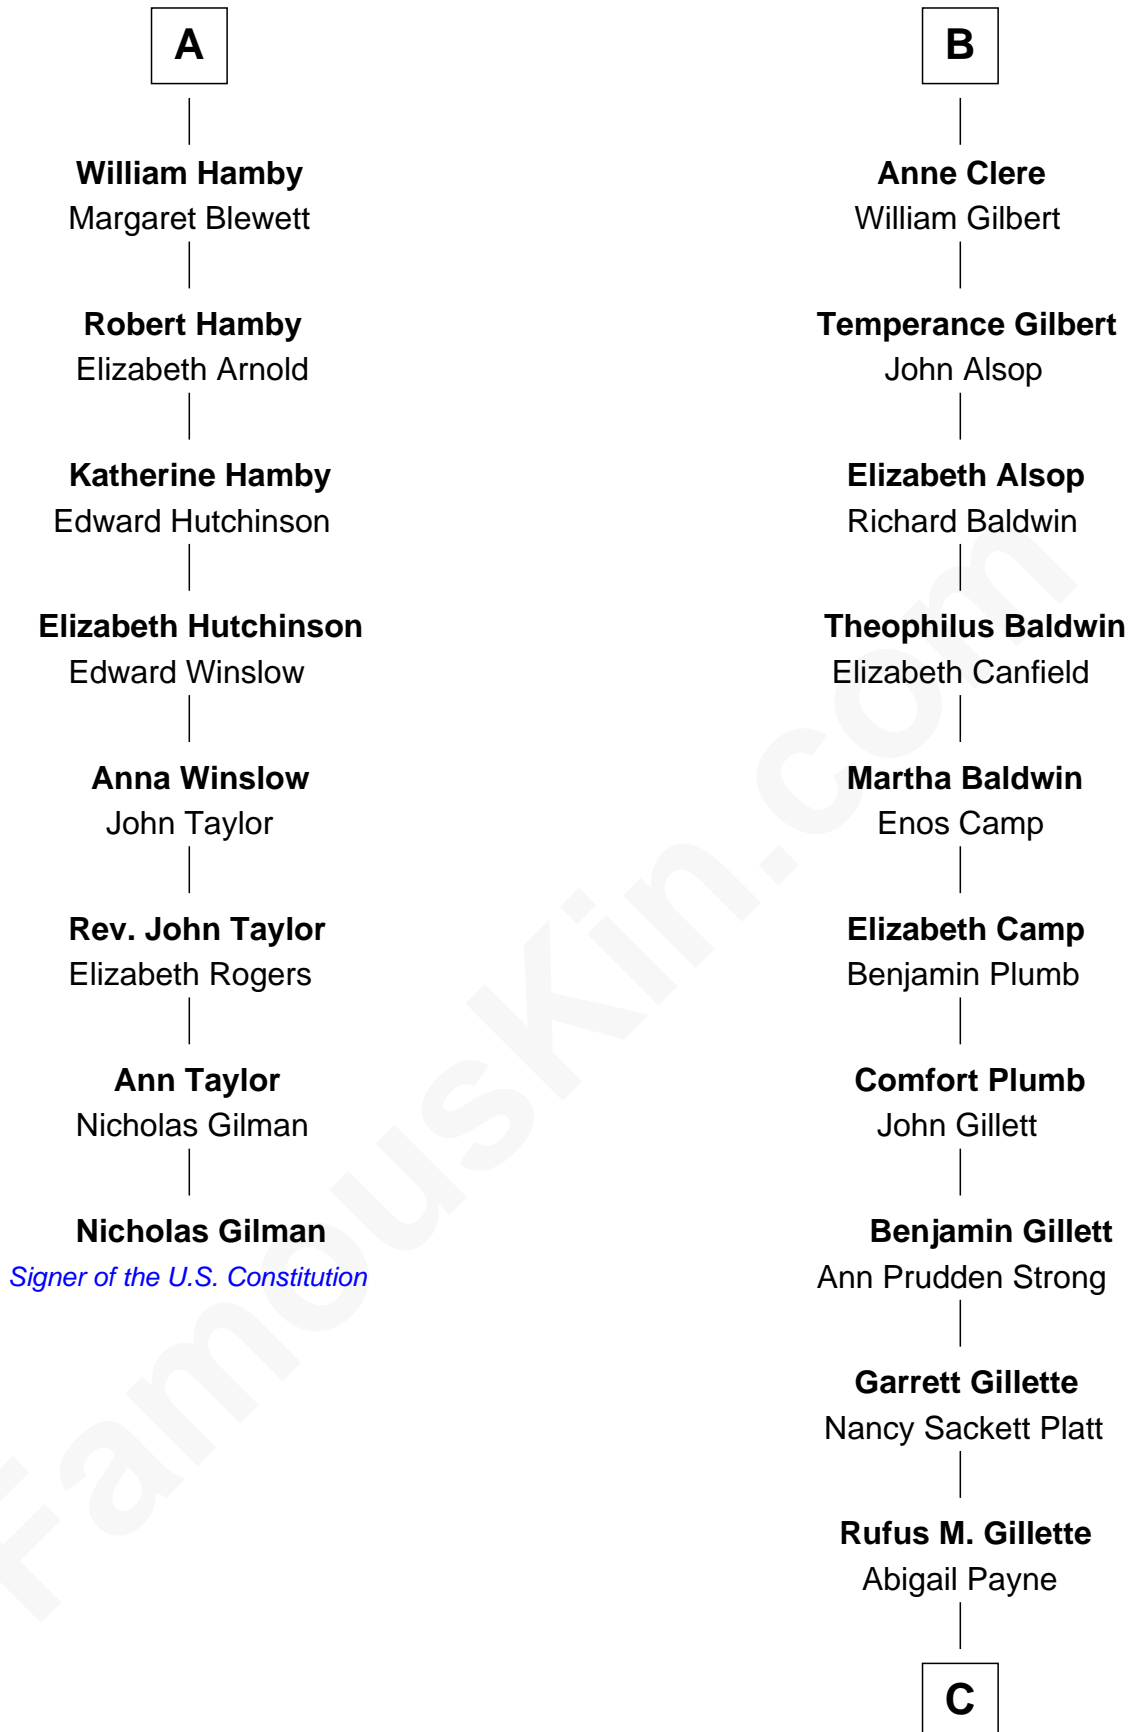 A
William Hamby
Margaret Blewett
Robert Hamby
Elizabeth Arnold
Katherine Hamby
Edward Hutchinson
Elizabeth Hutchinson
Edward Winslow
Anna Winslow
John Taylor
Rev. John Taylor
Elizabeth Rogers
Ann Taylor
Nicholas Gilman
Nicholas Gilman
Signer of the U.S. Constitution
B
Anne Clere
William Gilbert
Temperance Gilbert
John Alsop
Elizabeth Alsop
Richard Baldwin
Theophilus Baldwin
Elizabeth Canfield
Martha Baldwin
Enos Camp
Elizabeth Camp
Benjamin Plumb
Comfort Plumb
John Gillett
Benjamin Gillett
Ann Prudden Strong
Garrett Gillette
Nancy Sackett Platt
Rufus M. Gillette
Abigail Payne
C
FamousKin.com